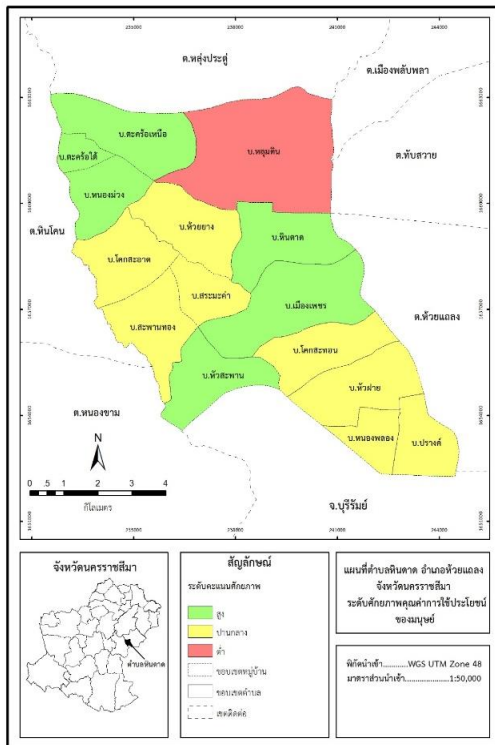 ต.หลุ่งประดู่
ต.เมืองพลับพลา
ต.ทับสวาย
ต.หินโคน
ต.ห้วยแถลง
ต.หนองขาม
จ.บุรีรัมย์
บ.ตะคร้อเหนือ
บ.หลุมดิน
บ.ตะคร้อใต้
บ.หนองม่วง
บ.ห้วยยาง
บ.หินดาด
บ.โคกสะอาด
บ.สระมะค่า
บ.เมืองเพชร
บ.สะพานทอง
บ.โคกสะทอน
บ.หัวสะพาน
บ.หัวฝาย
บ.หนองพลอง
บ.ปรางค์
N
0 .5 1 2 3 4
กิโลเมตร
จังหวัดนครราชสีมา
ตำบลหินดาด
สัญลักษณ์
ระดับคะแนนศักยภาพ
สูง
ปานกลาง
ต่ำ
ขอบเขตหมู่บ้าน
ขอบเขตตำบล
เขตติดต่อ
แผนที่ตำบลหินดาด อำเภอห้วยแถลง
จังหวัดนครราชสีมา
ระดับศักยภาพคุณค่าการใช้ประโยชน์
ของมนุษย์
พิกัดนำเข้า............WGS UTM Zone 48
มาตราส่วนนำเข้า.....................1:50,000